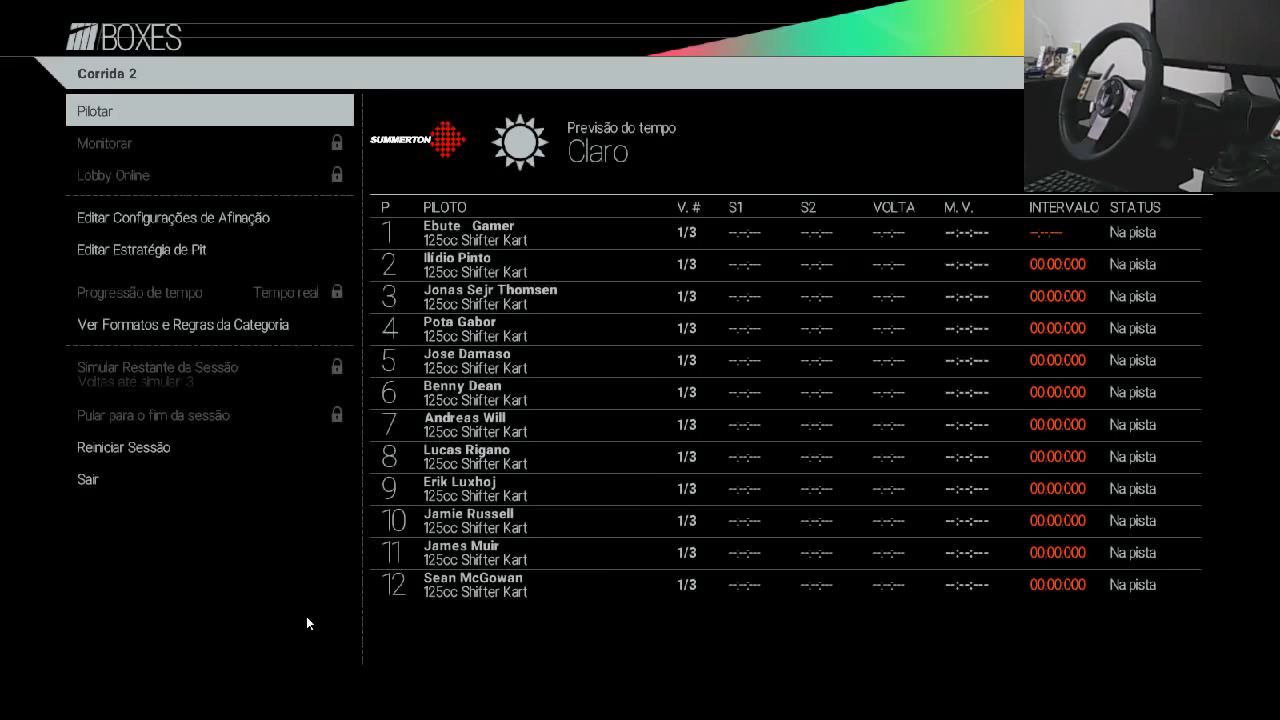 BOXES
Corrida 2
Pilotar
Monitorar
Lobby Online
Editar Configurações de Afinação
Editar Estratégia de Pit
Progressão de tempo Tempo real
Ver Formatos e Regras da Categoria
Simular Restante da Sessão
Voltas até simular: 3
Pular para o fim da sessão
Reiniciar Sessão
Sair
SUMMERTON
Previsão do tempo
Claro
P PILOTO V. # S1 S2 VOLTA M. V. INTERVALO STATUS
1 Ebute Gamer 1/3 --:--:--- --:--:--- --:--:--- --:--:--- --:--:--- Na pista
125cc Shifter Kart
2 Ilídio Pinto 1/3 --:--:--- --:--:--- --:--:--- --:--:--- 00:00:000 Na pista
125cc Shifter Kart
3 Jonas Sejr Thomsen 1/3 --:--:--- --:--:--- --:--:--- --:--:--- 00:00:000 Na pista
125cc Shifter Kart
4 Pota Gabor 1/3 --:--:--- --:--:--- --:--:--- --:--:--- 00:00:000 Na pista
125cc Shifter Kart
5 Jose Damaso 1/3 --:--:--- --:--:--- --:--:--- --:--:--- 00:00:000 Na pista
125cc Shifter Kart
6 Benny Dean 1/3 --:--:--- --:--:--- --:--:--- --:--:--- 00:00:000 Na pista
125cc Shifter Kart
7 Andreas Will 1/3 --:--:--- --:--:--- --:--:--- --:--:--- 00:00:000 Na pista
125cc Shifter Kart
8 Lucas Rigano 1/3 --:--:--- --:--:--- --:--:--- --:--:--- 00:00:000 Na pista
125cc Shifter Kart
9 Erik Luxhoj 1/3 --:--:--- --:--:--- --:--:--- --:--:--- 00:00:000 Na pista
125cc Shifter Kart
10 Jamie Russell 1/3 --:--:--- --:--:--- --:--:--- --:--:--- 00:00:000 Na pista
125cc Shifter Kart
11 James Muir 1/3 --:--:--- --:--:--- --:--:--- --:--:--- 00:00:000 Na pista
125cc Shifter Kart
12 Sean McGowan 1/3 --:--:--- --:--:--- --:--:--- --:--:--- 00:00:000 Na pista
125cc Shifter Kart